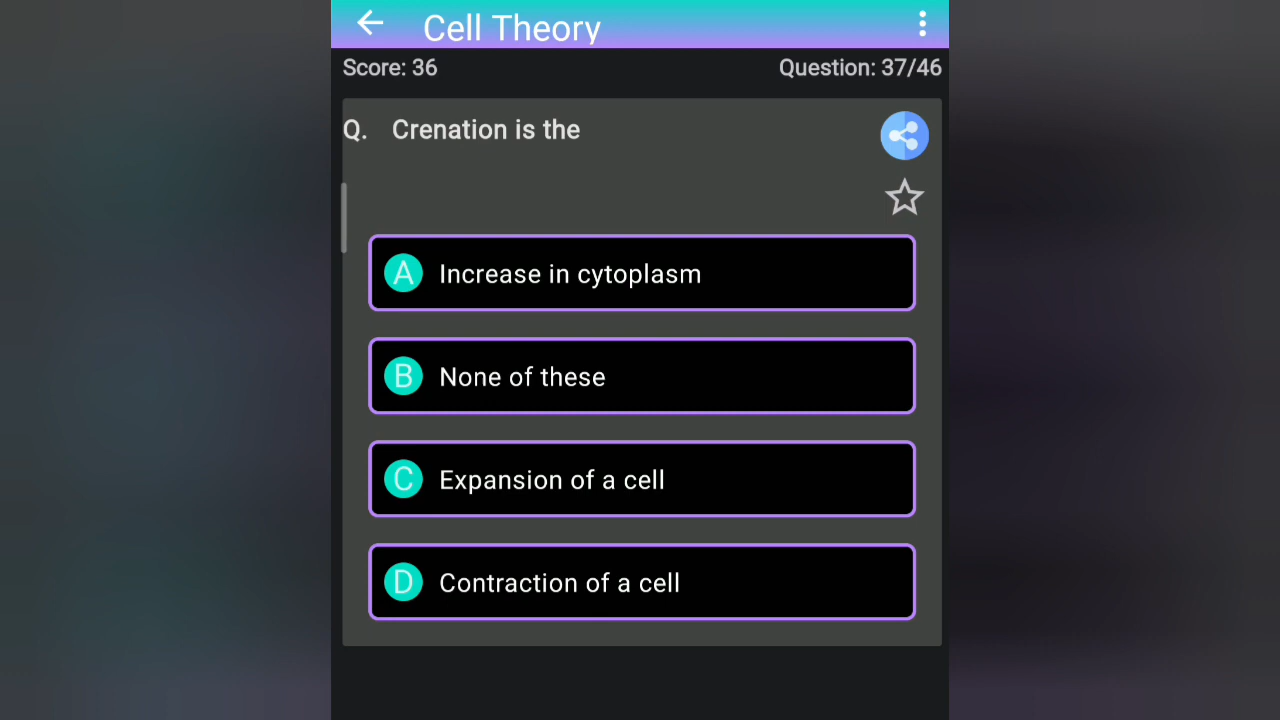 Cell Theory
Score: 36
Question: 37/46
Q. Crenation is the
A Increase in cytoplasm
B None of these
C Expansion of a cell
D Contraction of a cell